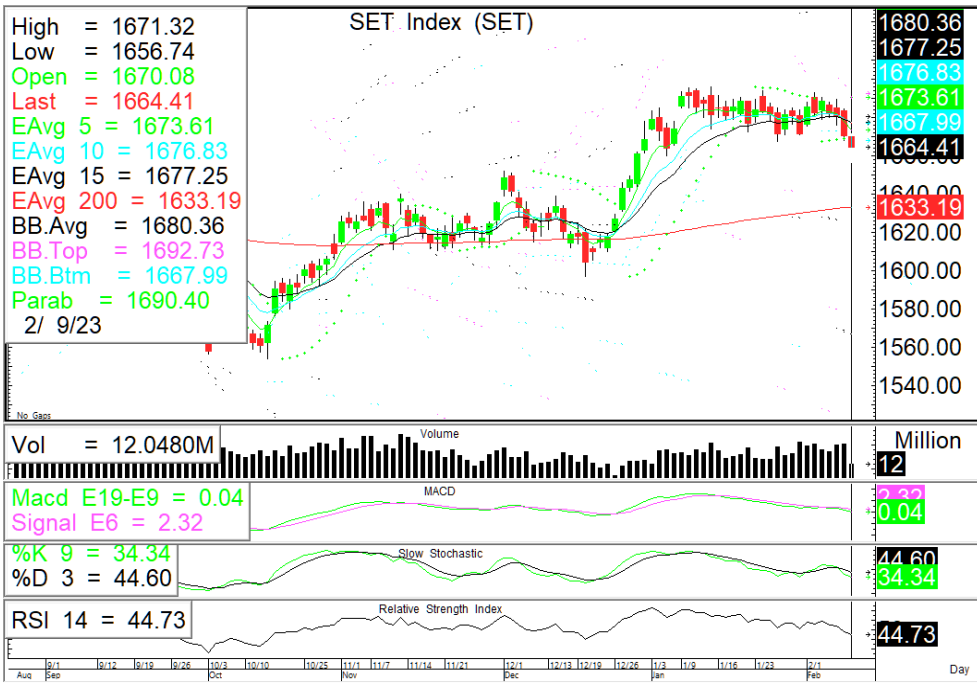 SET Index (SET)
High = 1671.32
Low = 1656.74
Open = 1670.08
Last = 1664.41
EAvg 5 = 1673.61
EAvg 10 = 1676.83
EAvg 15 = 1677.25
EAvg 200 = 1633.19
BB.Avg = 1680.36
BB.Top = 1692.73
BB.Btm = 1667.99
Parab = 1690.40
2/ 9/23
No Gaps
1680.36
1677.25
1676.83
1673.61
1667.99
1664.41
1640.00
1633.19
1620.00
1600.00
1580.00
1560.00
1540.00
Volume
Vol = 12.0480M
Million
12
MACD
Macd E19-E9 = 0.04
Signal E6 = 2.32
2.32
0.04
Slow Stochastic
%K 9 = 34.34
%D 3 = 44.60
44.60
34.34
Relative Strength Index
RSI 14 = 44.73
44.73
9/1 9/12 9/19 9/26 10/3 10/10 10/25 11/1 11/7 11/14 11/21 12/1 12/13 12/19 12/26 1/3 1/9 1/16 1/23 2/1
Aug Sep Oct Nov Dec Jan Feb
Day